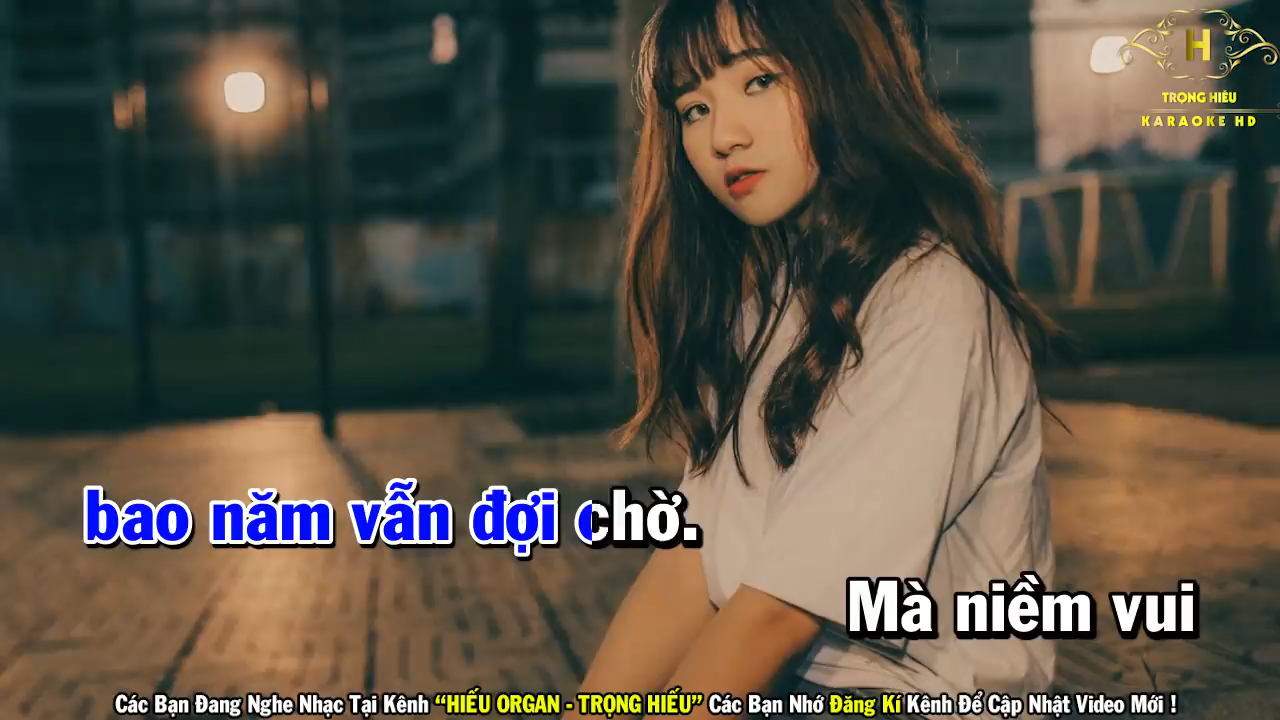 H
TRỌNG HIẾU
KARAOKE HD
bao năm vẫn đợi chờ.
Mà niềm vui
Các Bạn Đang Nghe Nhạc Tại Kênh “HIẾU ORGAN - TRỌNG HIẾU” Các Bạn Nhớ Đăng Kí Kênh Để Cập Nhật Video Mới !